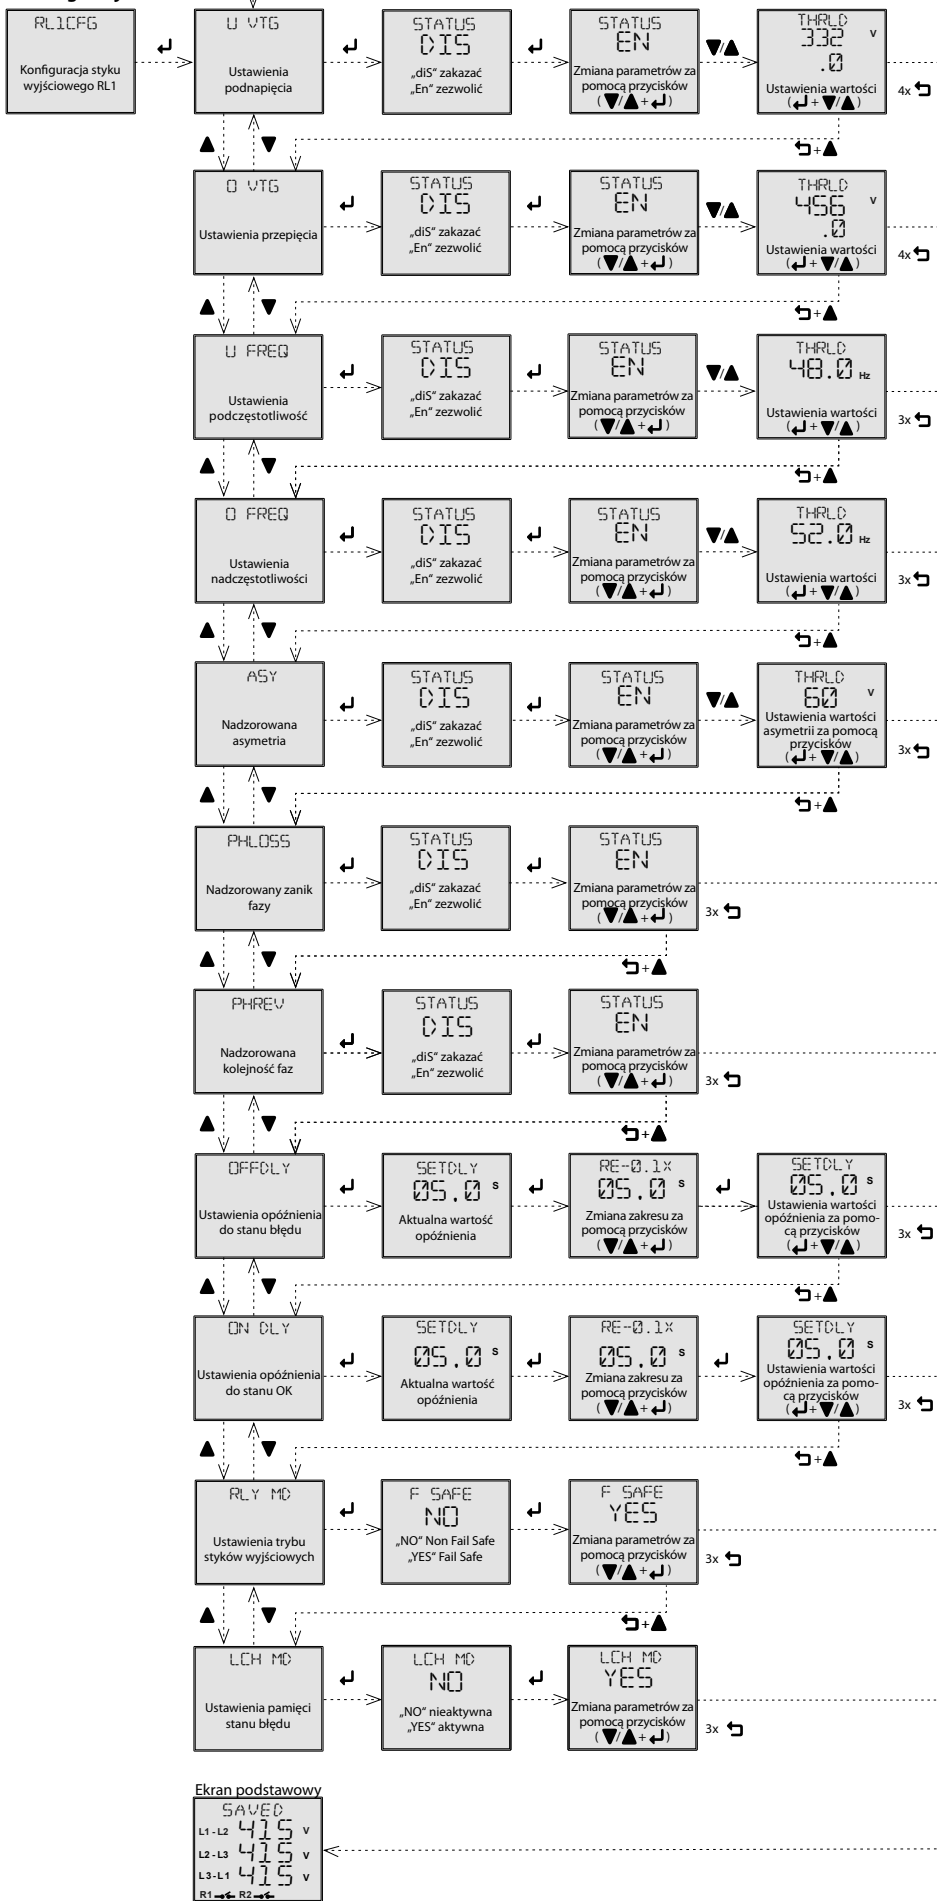 RL1CFG
Konfiguracja styku
wyjściowego RL1
U VTG
Ustawienia
podnapięcia
STATUS
DIS
„diS“ zakazać
„En“ zezwolić
STATUS
EN
Zmiana parametrów za
pomocą przycisków
(▼/▲+↵)
▼/▲
THRLD
332 V
.0
Ustawienia wartości
(↵+▼/▲)
4x
+▲
O VTG
Ustawienia przepięcia
STATUS
DIS
„diS“ zakazać
„En“ zezwolić
STATUS
EN
Zmiana parametrów za
pomocą przycisków
(▼/▲+↵)
▼/▲
THRLD
456 V
.0
Ustawienia wartości
(↵+▼/▲)
4x
+▲
U FREQ
Ustawienia
podczęstotliwość
STATUS
DIS
„diS“ zakazać
„En“ zezwolić
STATUS
EN
Zmiana parametrów za
pomocą przycisków
(▼/▲+↵)
▼/▲
THRLD
48.0 Hz
Ustawienia wartości
(↵+▼/▲)
3x
+▲
O FREQ
Ustawienia
nadczęstotliwości
STATUS
DIS
„diS“ zakazać
„En“ zezwolić
STATUS
EN
Zmiana parametrów za
pomocą przycisków
(▼/▲+↵)
▼/▲
THRLD
52.0 Hz
Ustawienia wartości
(↵+▼/▲)
3x
+▲
ASY
Nadzorowana
asymetria
STATUS
DIS
„diS“ zakazać
„En“ zezwolić
STATUS
EN
Zmiana parametrów za
pomocą przycisków
(▼/▲+↵)
▼/▲
THRLD
60 V
Ustawienia wartości
asymetrii za pomocą
przycisków
(↵+▼/▲)
3x
+▲
PHLOSS
Nadzorowany zanik
fazy
STATUS
DIS
„diS“ zakazać
„En“ zezwolić
STATUS
EN
Zmiana parametrów za
pomocą przycisków
(▼/▲+↵)
3x
+▲
PHREV
Nadzorowana
kolejność faz
STATUS
DIS
„diS“ zakazać
„En“ zezwolić
STATUS
EN
Zmiana parametrów za
pomocą przycisków
(▼/▲+↵)
3x
+▲
OFFDLY
Ustawienia opóźnienia
do stanu błędu
SETDLY
05.0 s
Aktualna wartość
opóźnienia
RE-0.1X
05.0 s
Zmiana zakresu za
pomocą przycisków
(▼/▲+↵)
SETDLY
05.0 s
Ustawienia wartości
opóźnienia za pomo-
cą przycisków
(↵+▼/▲)
3x
+▲
ON DLY
Ustawienia opóźnienia
do stanu OK
SETDLY
05.0 s
Aktualna wartość
opóźnienia
RE-0.1X
05.0 s
Zmiana zakresu za
pomocą przycisków
(▼/▲+↵)
SETDLY
05.0 s
Ustawienia wartości
opóźnienia za pomo-
cą przycisków
(↵+▼/▲)
3x
+▲
RLY MD
Ustawienia trybu
styków wyjściowych
F SAFE
NO
„NO“ Non Fail Safe
„YES“ Fail Safe
F SAFE
YES
Zmiana parametrów za
pomocą przycisków
(▼/▲+↵)
3x
+▲
LCH MD
Ustawienia pamięci
stanu błędu
LCH MD
NO
„NO“ nieaktywna
„YES“ aktywna
LCH MD
YES
Zmiana parametrów za
pomocą przycisków
(▼/▲+↵)
3x
Ekran podstawowy
SAVED
L1-L2 415 V
L2-L3 415 V
L3-L1 415 V
R1 R2